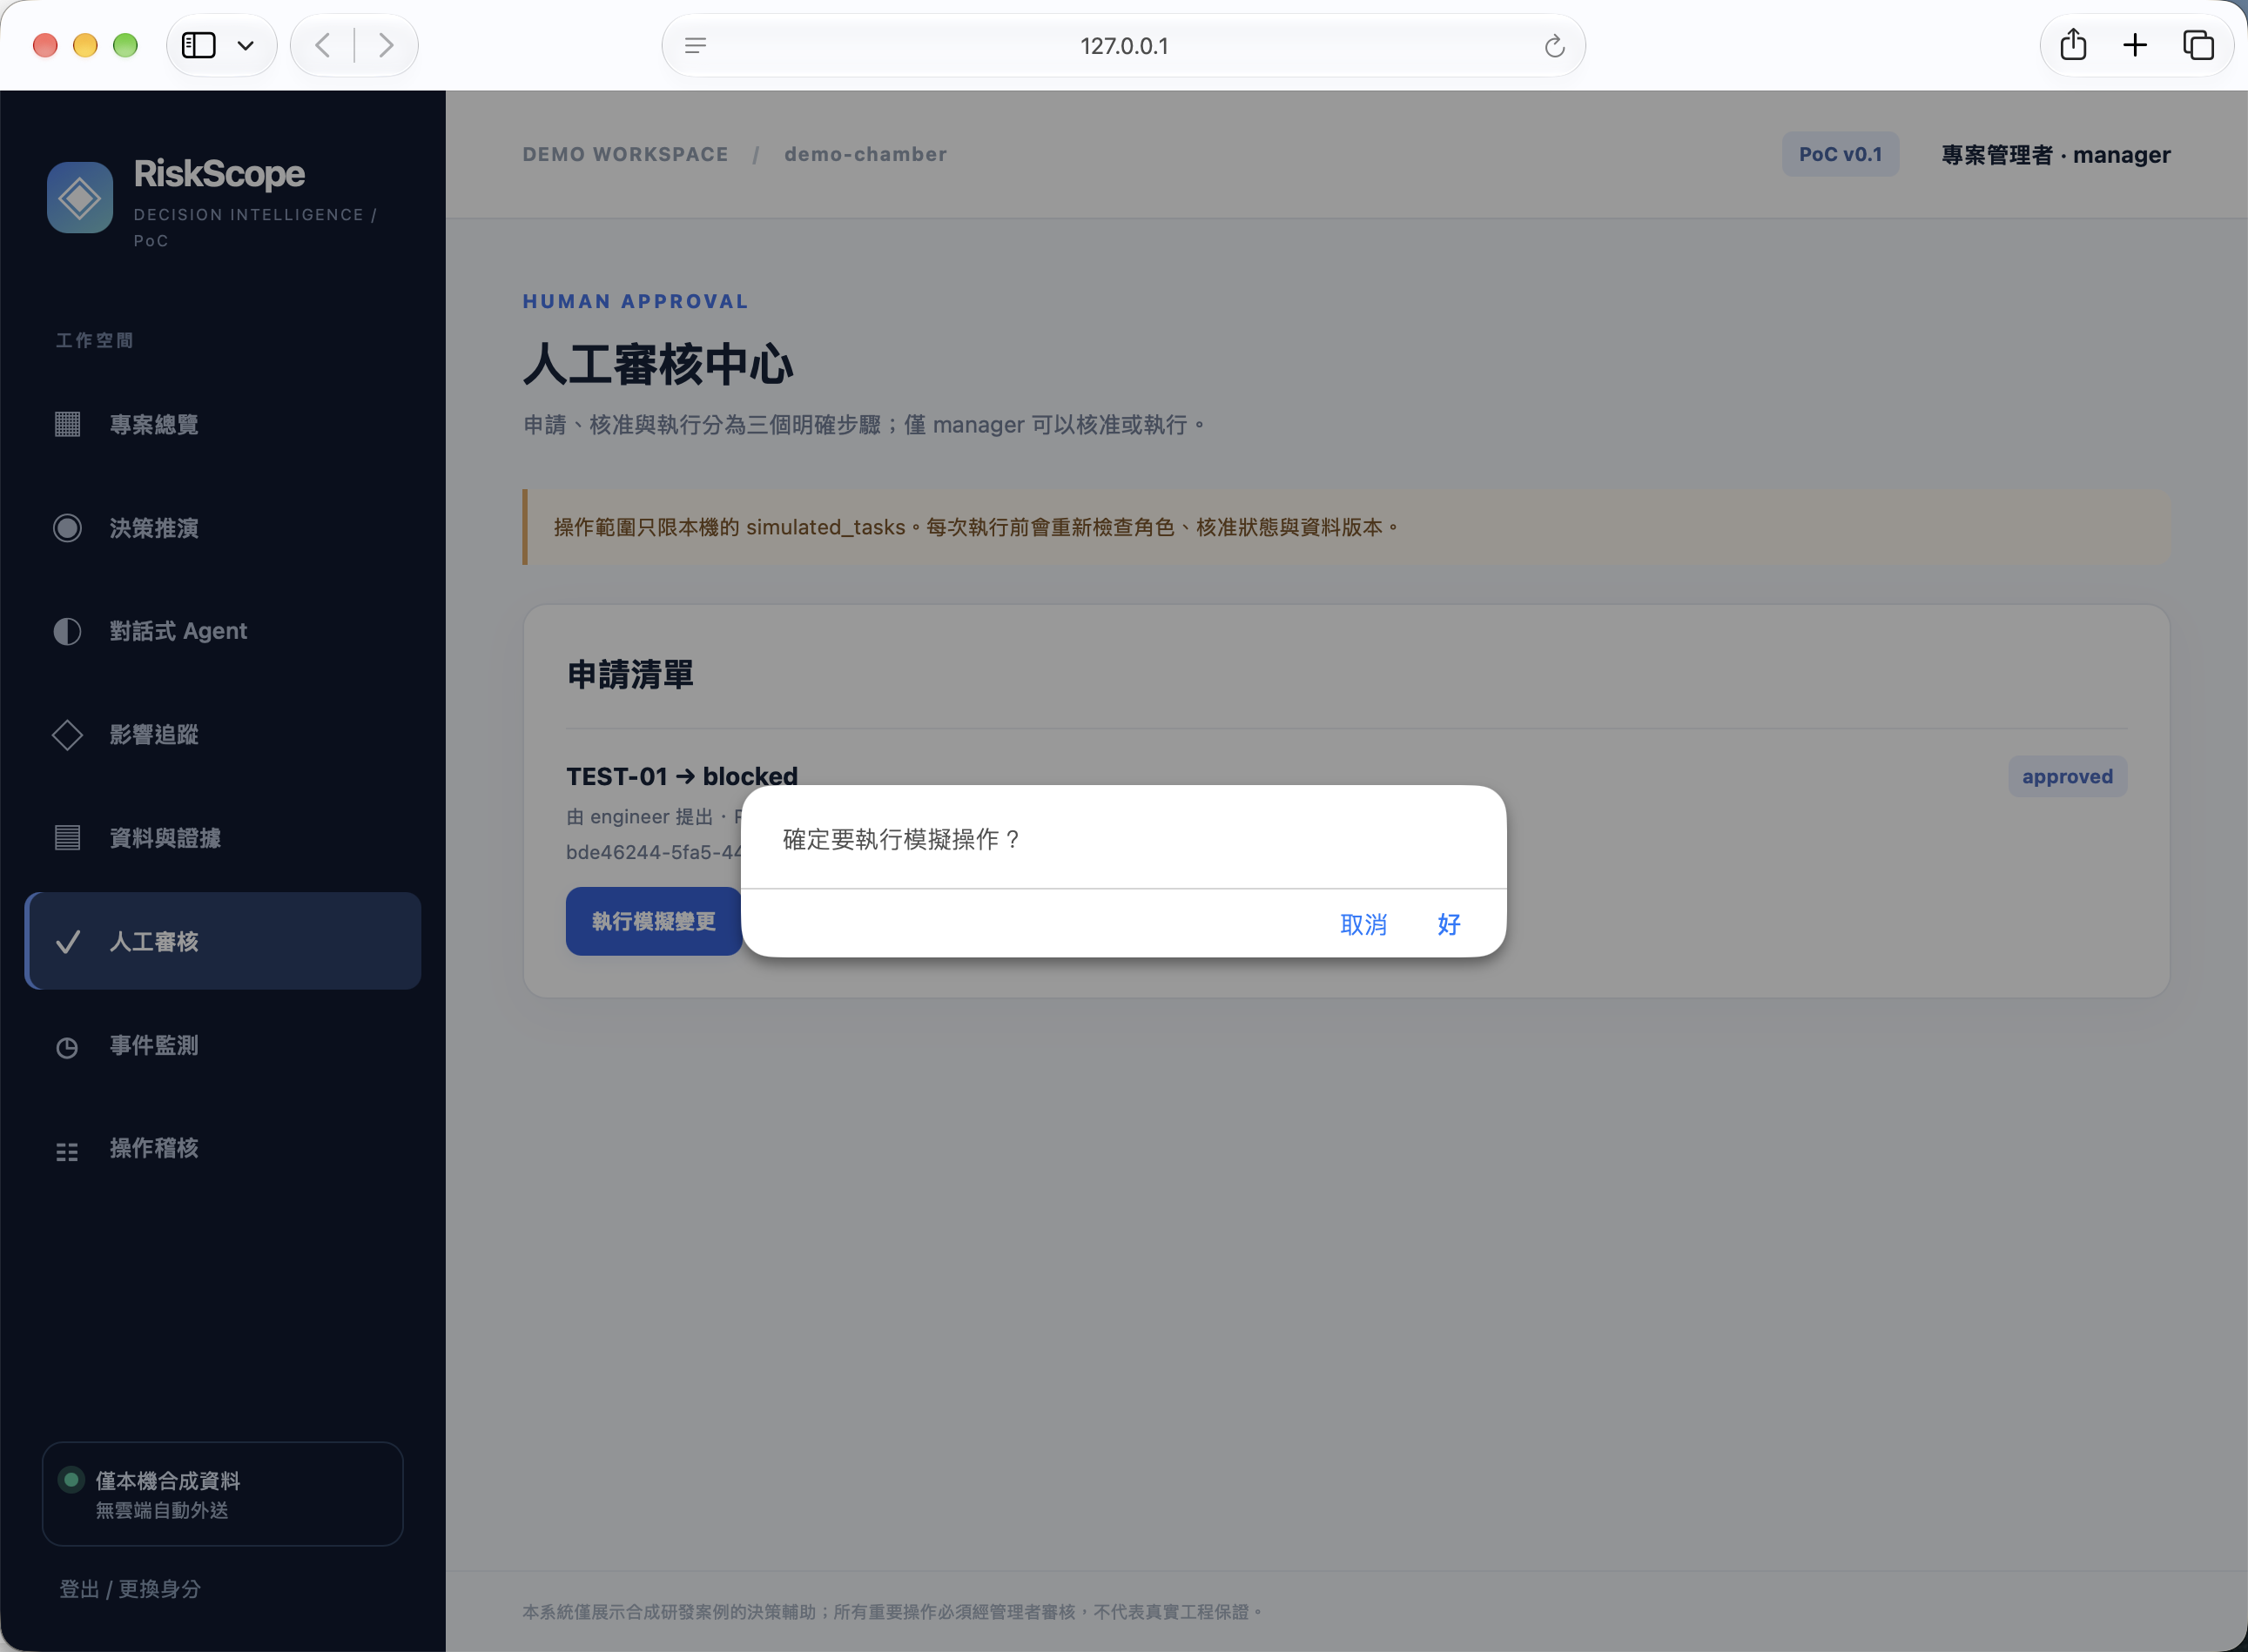 127.0.0.1
RiskScope
DECISION INTELLIGENCE /
PoC
工作空間
專案總覽
決策推演
對話式 Agent
影響追蹤
資料與證據
人工審核
事件監測
操作稽核
僅本機合成資料
無雲端自動外送
登出 / 更換身分
DEMO WORKSPACE / demo-chamber
PoC v0.1
專案管理者 · manager
HUMAN APPROVAL
人工審核中心
申請、核准與執行分為三個明確步驟；僅 manager 可以核准或執行。
操作範圍只限本機的 simulated_tasks。每次執行前會重新檢查角色、核准狀態與資料版本。
申請清單
TEST-01 → blocked
approved
由 engineer 提出 ·
bde46244-5fa5-44
執行模擬變更
確定要執行模擬操作？
取消
好
本系統僅展示合成研發案例的決策輔助；所有重要操作必須經管理者審核，不代表真實工程保證。